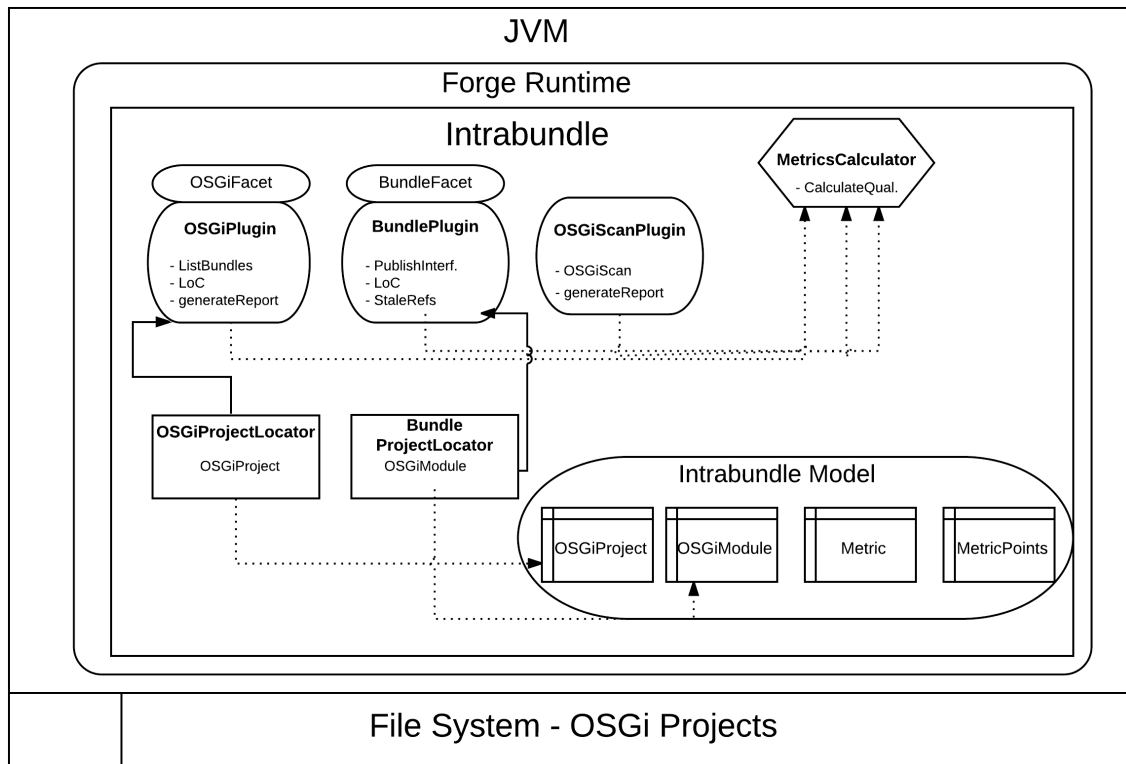 JVM
Forge Runtime
Intrabundle
MetricsCalculator
- CalculateQual.
OSGiFacet
OSGiPlugin
- ListBundles
- LoC
- generateReport
BundleFacet
BundlePlugin
- PublishInterf.
- LoC
- StaleRefs
OSGiScanPlugin
- OSGiScan
- generateReport
OSGiProjectLocator
OSGiProject
Bundle
ProjectLocator
OSGiModule
Intrabundle Model
OSGiProject
OSGiModule
Metric
MetricPoints
File System - OSGi Projects